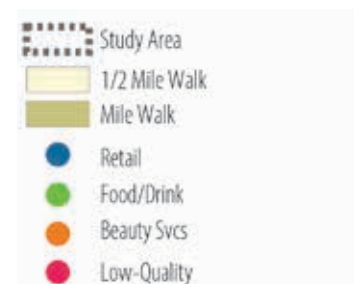 Study Area
1/2 Mile Walk
Mile Walk
Retail
Food/Drink
Beauty Svcs
Low-Quality